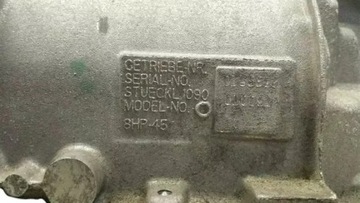 GETRIEBE-NR.
SERIAL-NO.
STUECKL.1090
MODEL-NO.
8HP-45